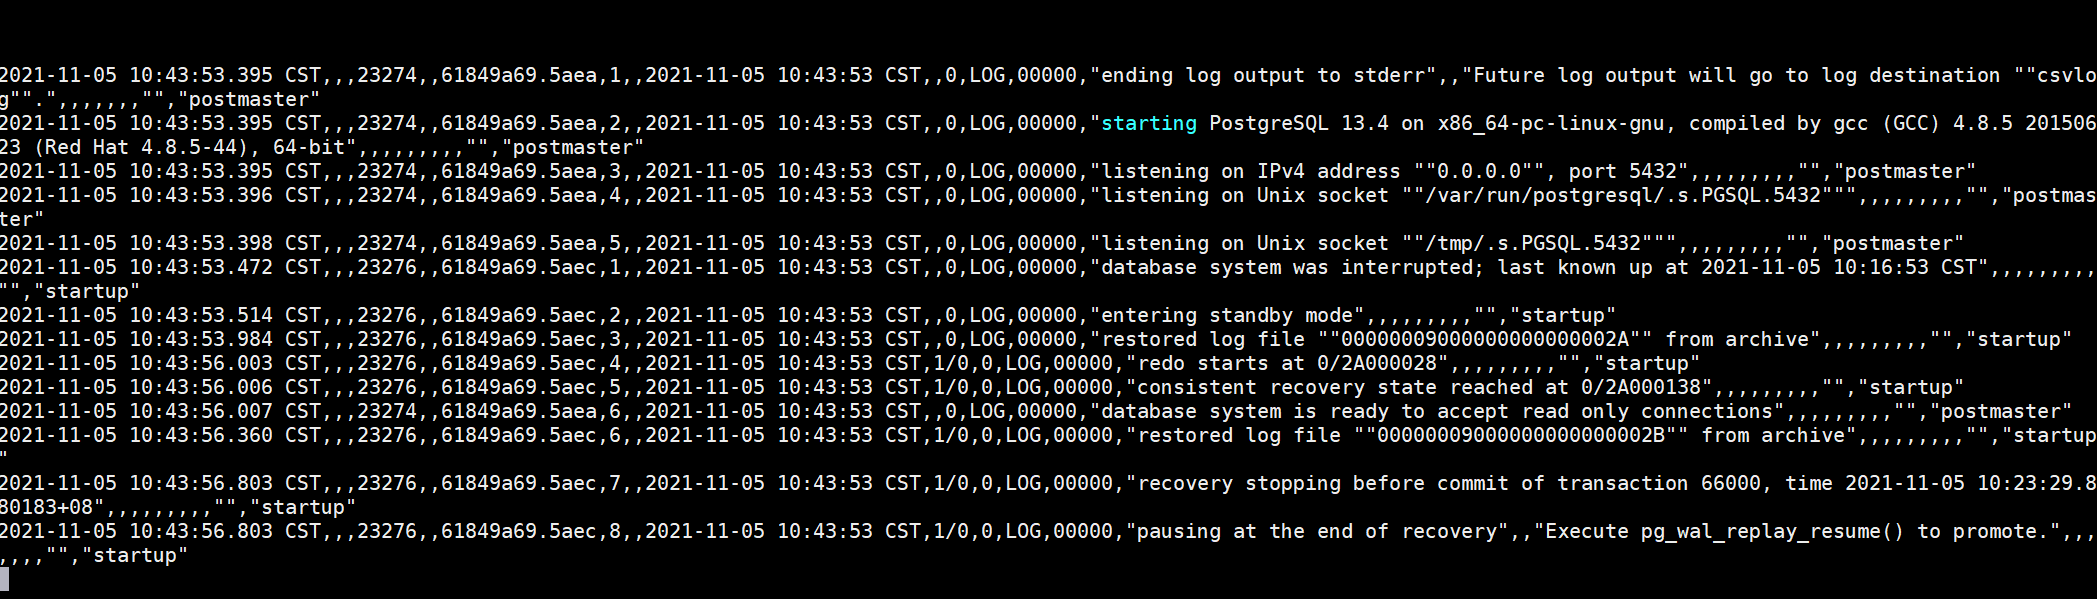 2021-11-05 10:43:53.395 CST,,,23274,,61849a69.5aea,1,,2021-11-05 10:43:53 CST,,0,LOG,00000,"ending log output to stderr",,"Future log output will go to log destination ""csvlo
g"".",,,,,,,"","postmaster"
2021-11-05 10:43:53.395 CST,,,23274,,61849a69.5aea,2,,2021-11-05 10:43:53 CST,,0,LOG,00000,"starting PostgreSQL 13.4 on x86_64-pc-linux-gnu, compiled by gcc (GCC) 4.8.5 201506
23 (Red Hat 4.8.5-44), 64-bit",,,,,,,,,"","postmaster"
2021-11-05 10:43:53.395 CST,,,23274,,61849a69.5aea,3,,2021-11-05 10:43:53 CST,,0,LOG,00000,"listening on IPv4 address ""0.0.0.0"", port 5432",,,,,,,,,"","postmaster"
2021-11-05 10:43:53.396 CST,,,23274,,61849a69.5aea,4,,2021-11-05 10:43:53 CST,,0,LOG,00000,"listening on Unix socket ""/var/run/postgresql/.s.PGSQL.5432""",,,,,,,,,"","postmas
ter"
2021-11-05 10:43:53.398 CST,,,23274,,61849a69.5aea,5,,2021-11-05 10:43:53 CST,,0,LOG,00000,"listening on Unix socket ""/tmp/.s.PGSQL.5432""",,,,,,,,,"","postmaster"
2021-11-05 10:43:53.472 CST,,,23276,,61849a69.5aec,1,,2021-11-05 10:43:53 CST,,0,LOG,00000,"database system was interrupted; last known up at 2021-11-05 10:16:53 CST",,,,,,,,,
"","startup"
2021-11-05 10:43:53.514 CST,,,23276,,61849a69.5aec,2,,2021-11-05 10:43:53 CST,,0,LOG,00000,"entering standby mode",,,,,,,,,"","startup"
2021-11-05 10:43:53.984 CST,,,23276,,61849a69.5aec,3,,2021-11-05 10:43:53 CST,,0,LOG,00000,"restored log file ""00000009000000000000002A"" from archive",,,,,,,,,"","startup"
2021-11-05 10:43:56.003 CST,,,23276,,61849a69.5aec,4,,2021-11-05 10:43:53 CST,1/0,0,LOG,00000,"redo starts at 0/2A000028",,,,,,,,,"","startup"
2021-11-05 10:43:56.006 CST,,,23276,,61849a69.5aec,5,,2021-11-05 10:43:53 CST,1/0,0,LOG,00000,"consistent recovery state reached at 0/2A000138",,,,,,,,,"","startup"
2021-11-05 10:43:56.007 CST,,,23274,,61849a69.5aea,6,,2021-11-05 10:43:53 CST,,0,LOG,00000,"database system is ready to accept read only connections",,,,,,,,,"","postmaster"
2021-11-05 10:43:56.360 CST,,,23276,,61849a69.5aec,6,,2021-11-05 10:43:53 CST,1/0,0,LOG,00000,"restored log file ""00000009000000000000002B"" from archive",,,,,,,,,"","startup
"
2021-11-05 10:43:56.803 CST,,,23276,,61849a69.5aec,7,,2021-11-05 10:43:53 CST,1/0,0,LOG,00000,"recovery stopping before commit of transaction 66000, time 2021-11-05 10:23:29.8
80183+08",,,,,,,,,"","startup"
2021-11-05 10:43:56.803 CST,,,23276,,61849a69.5aec,8,,2021-11-05 10:43:53 CST,1/0,0,LOG,00000,"pausing at the end of recovery",,"Execute pg_wal_replay_resume() to promote.",,,
,,,,"","startup"